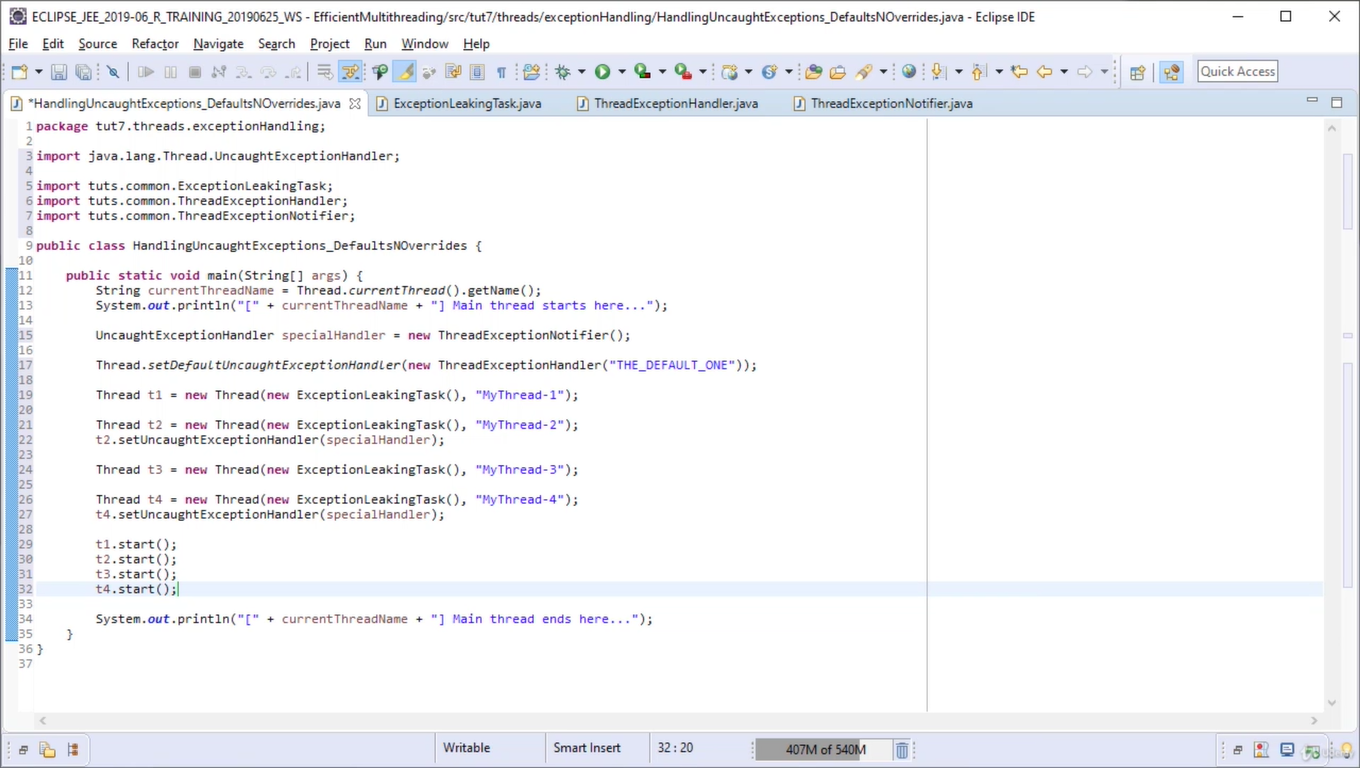 ECLIPSE_JEE_2019-06_R_TRAINING_20190625_WS - EfficientMultithreading/src/tut7/threads/exceptionHandling/HandlingUncaughtExceptions_DefaultsNOverrides.java - Eclipse IDE
File Edit Source Refactor Navigate Search Project Run Window Help
Quick Access
*HandlingUncaughtExceptions_DefaultsNOverrides.java ExceptionLeakingTask.java ThreadExceptionHandler.java ThreadExceptionNotifier.java
1 package tut7.threads.exceptionHandling;
2
3 import java.lang.Thread.UncaughtExceptionHandler;
4
5 import tuts.common.ExceptionLeakingTask;
6 import tuts.common.ThreadExceptionHandler;
7 import tuts.common.ThreadExceptionNotifier;
8
9 public class HandlingUncaughtExceptions_DefaultsNOverrides {
10
11 public static void main(String[] args) {
12 String currentThreadName = Thread.currentThread().getName();
13 System.out.println("[" + currentThreadName + "] Main thread starts here...");
14
15 UncaughtExceptionHandler specialHandler = new ThreadExceptionNotifier();
16
17 Thread.setDefaultUncaughtExceptionHandler(new ThreadExceptionHandler("THE_DEFAULT_ONE"));
18
19 Thread t1 = new Thread(new ExceptionLeakingTask(), "MyThread-1");
20
21 Thread t2 = new Thread(new ExceptionLeakingTask(), "MyThread-2");
22 t2.setUncaughtExceptionHandler(specialHandler);
23
24 Thread t3 = new Thread(new ExceptionLeakingTask(), "MyThread-3");
25
26 Thread t4 = new Thread(new ExceptionLeakingTask(), "MyThread-4");
27 t4.setUncaughtExceptionHandler(specialHandler);
28
29 t1.start();
30 t2.start();
31 t3.start();
32 t4.start();
33
34 System.out.println("[" + currentThreadName + "] Main thread ends here...");
35 }
36 }
37
Writable Smart Insert 32 : 20 407M of 540M